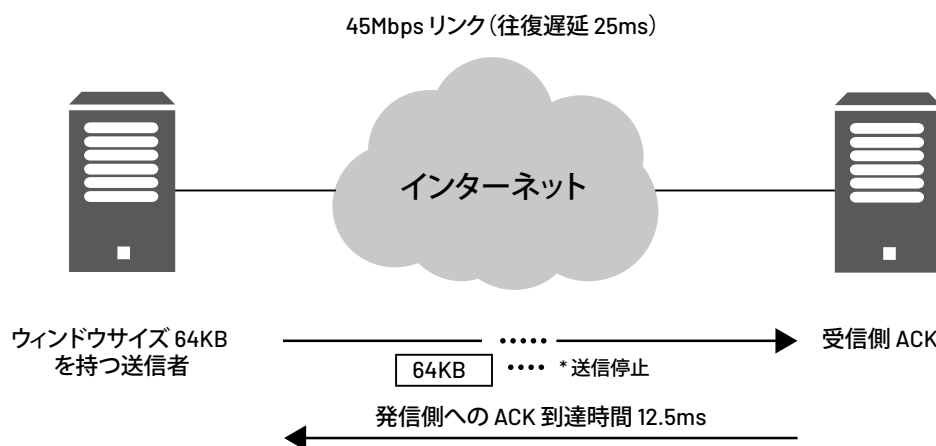 45Mbps リンク（往復遅延 25ms）
インターネット
ウィンドウサイズ 64KB
を持つ送信者
受信側 ACK
64KB
* 送信停止
発信側への ACK 到達時間 12.5ms